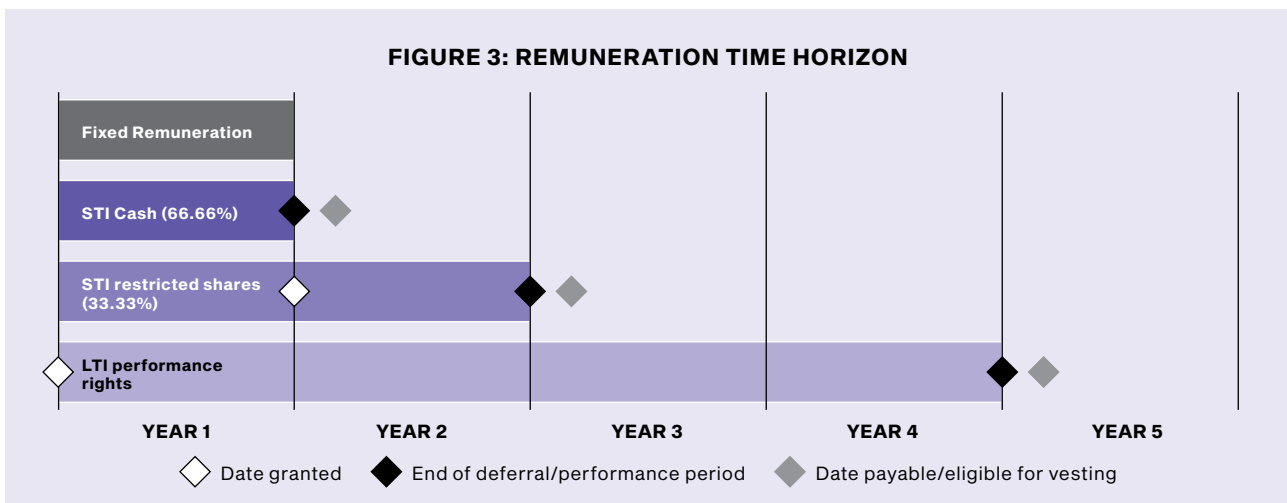 FIGURE 3: REMUNERATION TIME HORIZON
Fixed Remuneration
STI Cash (66.66%)
STI restricted shares
(33.33%)
LTI performance
rights
YEAR 1 YEAR 2 YEAR 3 YEAR 4 YEAR 5
Date granted End of deferral/performance period Date payable/eligible for vesting